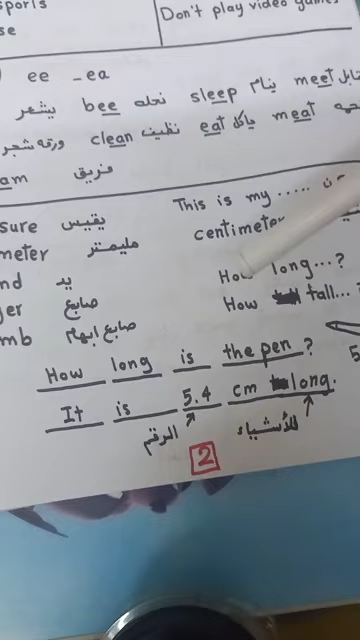 sports
Don't play video games
se
ee _ea
يشعر bee نحله sleep ينام meet يقابل
ورقه شجر clean نظيف eat ياكل meat
am فريق
This is my .....
sure يقيس
meter مليمتر
centimeter
nd يد
How long...?
ger صابع
How tall...?
mb صابع ابهام
How long is the pen?
It is 5.4 cm long.
الرقم
للأشياء
5
2